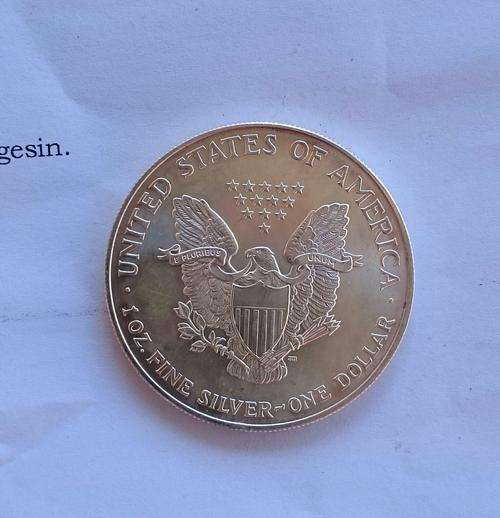 gesin.
UNITED STATES OF AMERICA
E PLURIBUS UNUM
1 OZ. FINE SILVER~ONE DOLLAR